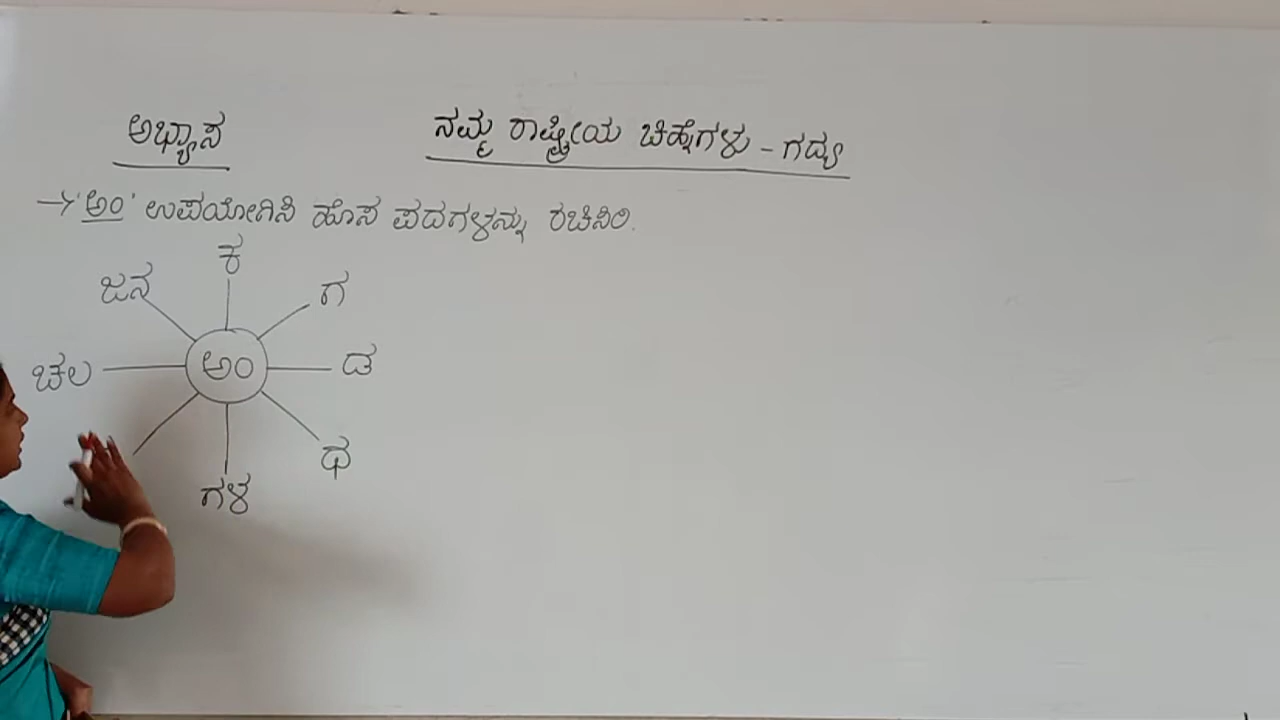 ಅಭ್ಯಾಸ
ನಮ್ಮ ರಾಷ್ಟ್ರೀಯ ಚಿಹ್ನೆಗಳು - ಗದ್ಯ
→ 'ಅಂ' ಉಪಯೋಗಿಸಿ ಹೊಸ ಪದಗಳನ್ನು ರಚಿಸಿರಿ.
ಕ
ಜನ
ಗ
ಚಲ
ಅಂ
ಡ
ಥ
ಗಳ